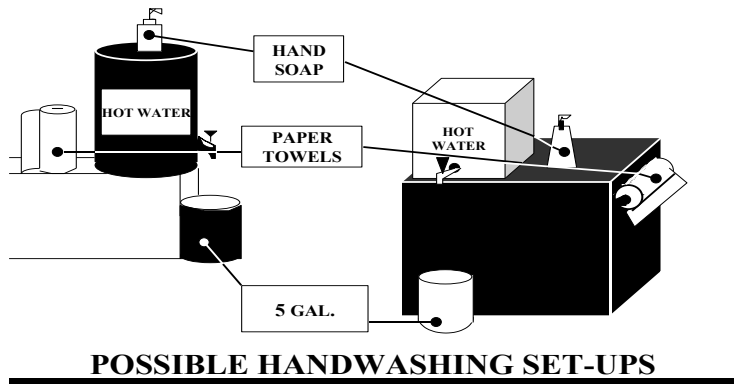 HAND
SOAP
HOT WATER
HOT
WATER
PAPER
TOWELS
5 GAL.
POSSIBLE HANDWASHING SET-UPS